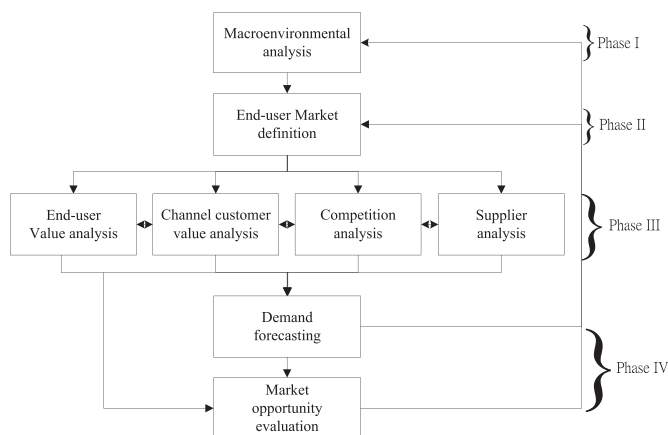 Macroenvironmental
analysis
Phase I
End-user Market
definition
Phase II
End-user
Value analysis
Channel customer
value analysis
Competition
analysis
Supplier
analysis
Phase III
Demand
forecasting
Phase IV
Market
opportunity
evaluation